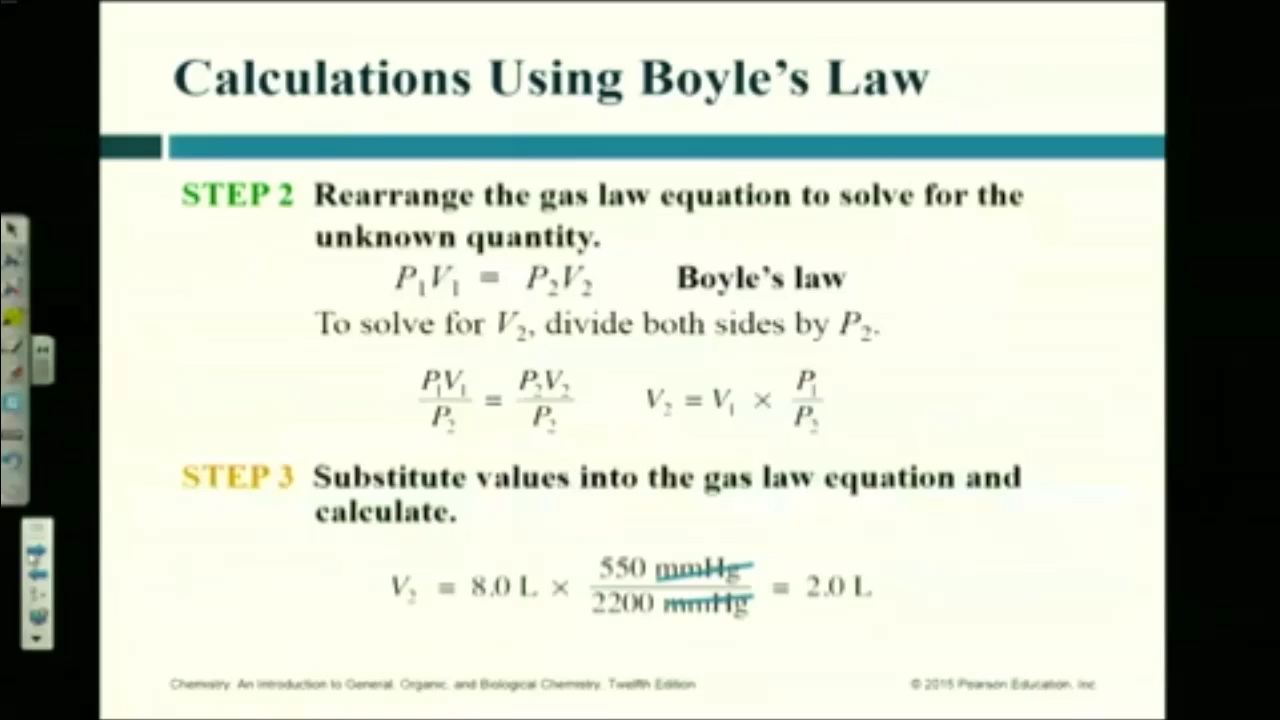 Calculations Using Boyle's Law
STEP 2 Rearrange the gas law equation to solve for the
unknown quantity.
P₁V₁ = P₂V₂ Boyle's law
To solve for V₂, divide both sides by P₂.
P₁V₁/P₂ = P₂V₂/P₂ V₂ = V₁ × P₁/P₂
STEP 3 Substitute values into the gas law equation and
calculate.
V₂ = 8.0 L × 550 mmHg/2200 mmHg = 2.0 L
Chemistry: An Introduction to General, Organic, and Biological Chemistry, Twelfth Edition
© 2015 Pearson Education, Inc